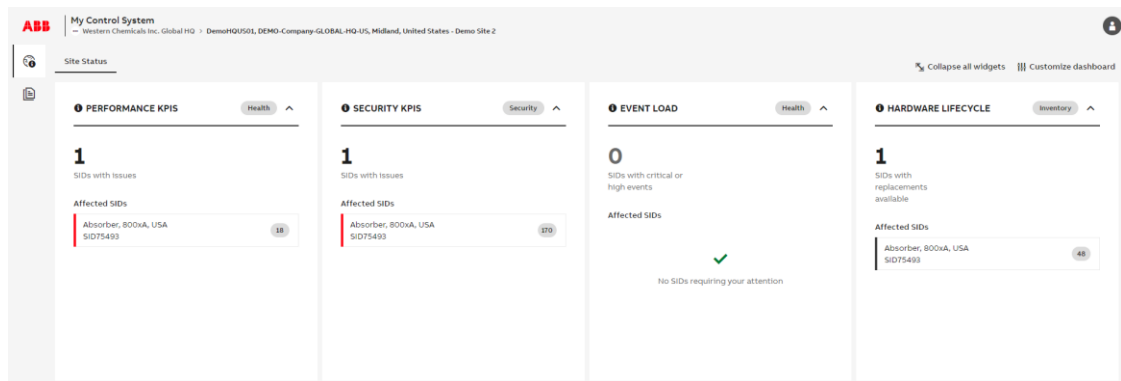 ABB
My Control System
— Western Chemicals Inc. Global HQ > DemoHQUS01, DEMO-Company-GLOBAL-HQ-US, Midland, United States - Demo Site 2
Site Status
Collapse all widgets
Customize dashboard
PERFORMANCE KPIS
Health
1
SIDs with issues
Affected SIDs
Absorber, 800xA, USA
18
SID75493
SECURITY KPIS
Security
1
SIDs with issues
Affected SIDs
Absorber, 800xA, USA
170
SID75493
EVENT LOAD
Health
0
SIDs with critical or
high events
Affected SIDs
No SIDs requiring your attention
HARDWARE LIFECYCLE
Inventory
1
SIDs with
replacements
available
Affected SIDs
Absorber, 800xA, USA
48
SID75493